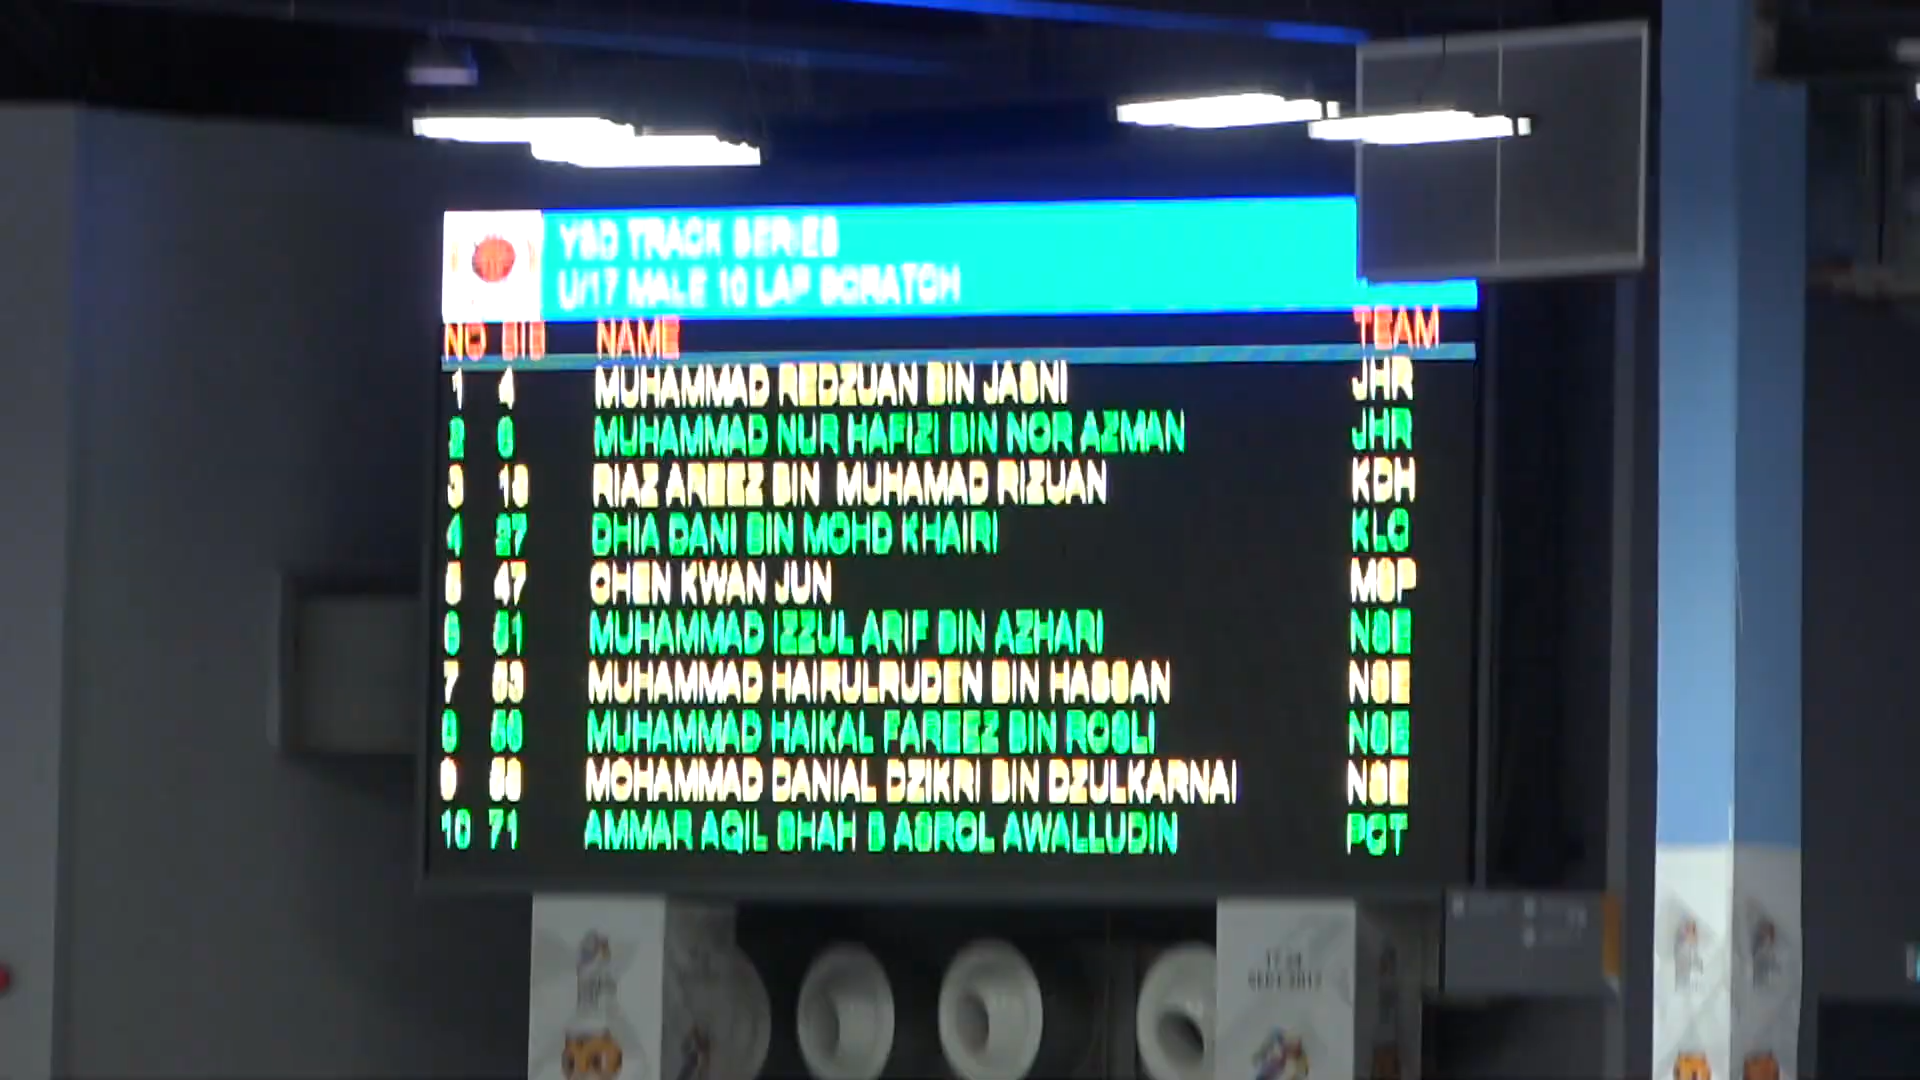 YSD TRACK SERIES
U/17 MALE 10 LAP SCRATCH
NO BIB NAME TEAM
1 4 MUHAMMAD REDZUAN BIN JASNI JHR
2 MUHAMMAD NUR HAFIZI BIN NOR AZMAN JHR
3 RIAZ AREEZ BIN MUHAMAD RIZUAN KDH
4 27 DHIA DANI BIN MOHD KHAIRI
5 47 CHEN KWAN JUN MSP
6 MUHAMMAD IZZUL ARIF BIN AZHARI NSE
7 MUHAMMAD HAIRULRUDEN BIN HASSAN NSE
8 MUHAMMAD HAIKAL FAREEZ BIN ROSLI NSE
9 MOHAMMAD DANIAL DZIKRI BIN DZULKARNAI NSE
10 71 AMMAR AQIL SHAH B ASROL AWALLUDIN